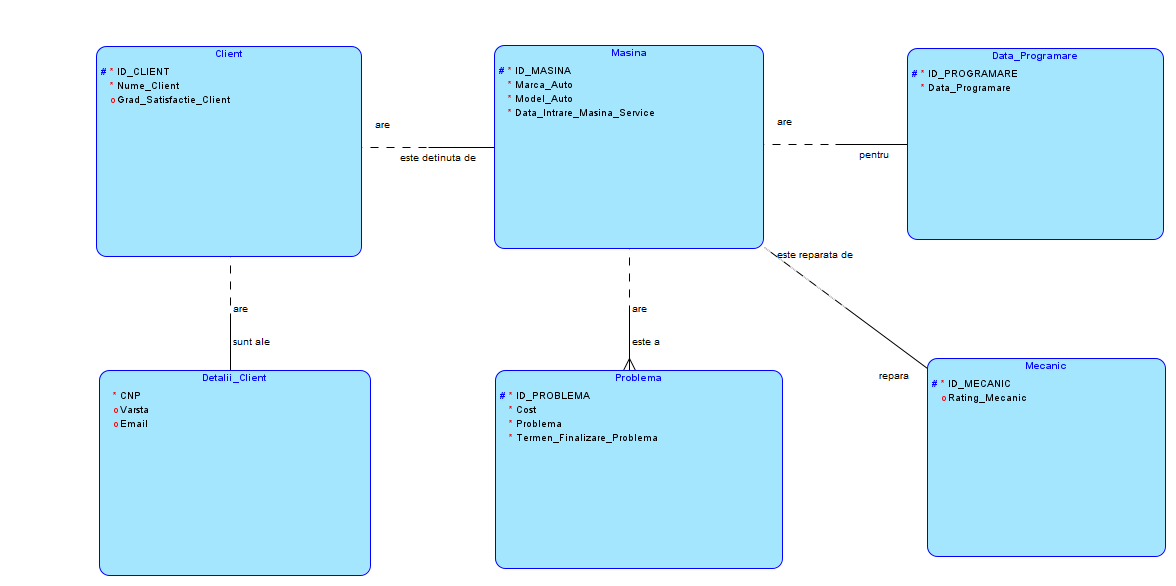 Client
# * ID_CLIENT
* Nume_Client
o Grad_Satisfactie_Client
Masina
# * ID_MASINA
* Marca_Auto
* Model_Auto
* Data_Intrare_Masina_Service
Data_Programare
# * ID_PROGRAMARE
* Data_Programare
are
este detinuta de
are
pentru
este reparata de
repara
are
sunt ale
are
este a
Detalii_Client
* CNP
o Varsta
o Email
Problema
# * ID_PROBLEMA
* Cost
* Problema
* Termen_Finalizare_Problema
Mecanic
# * ID_MECANIC
o Rating_Mecanic